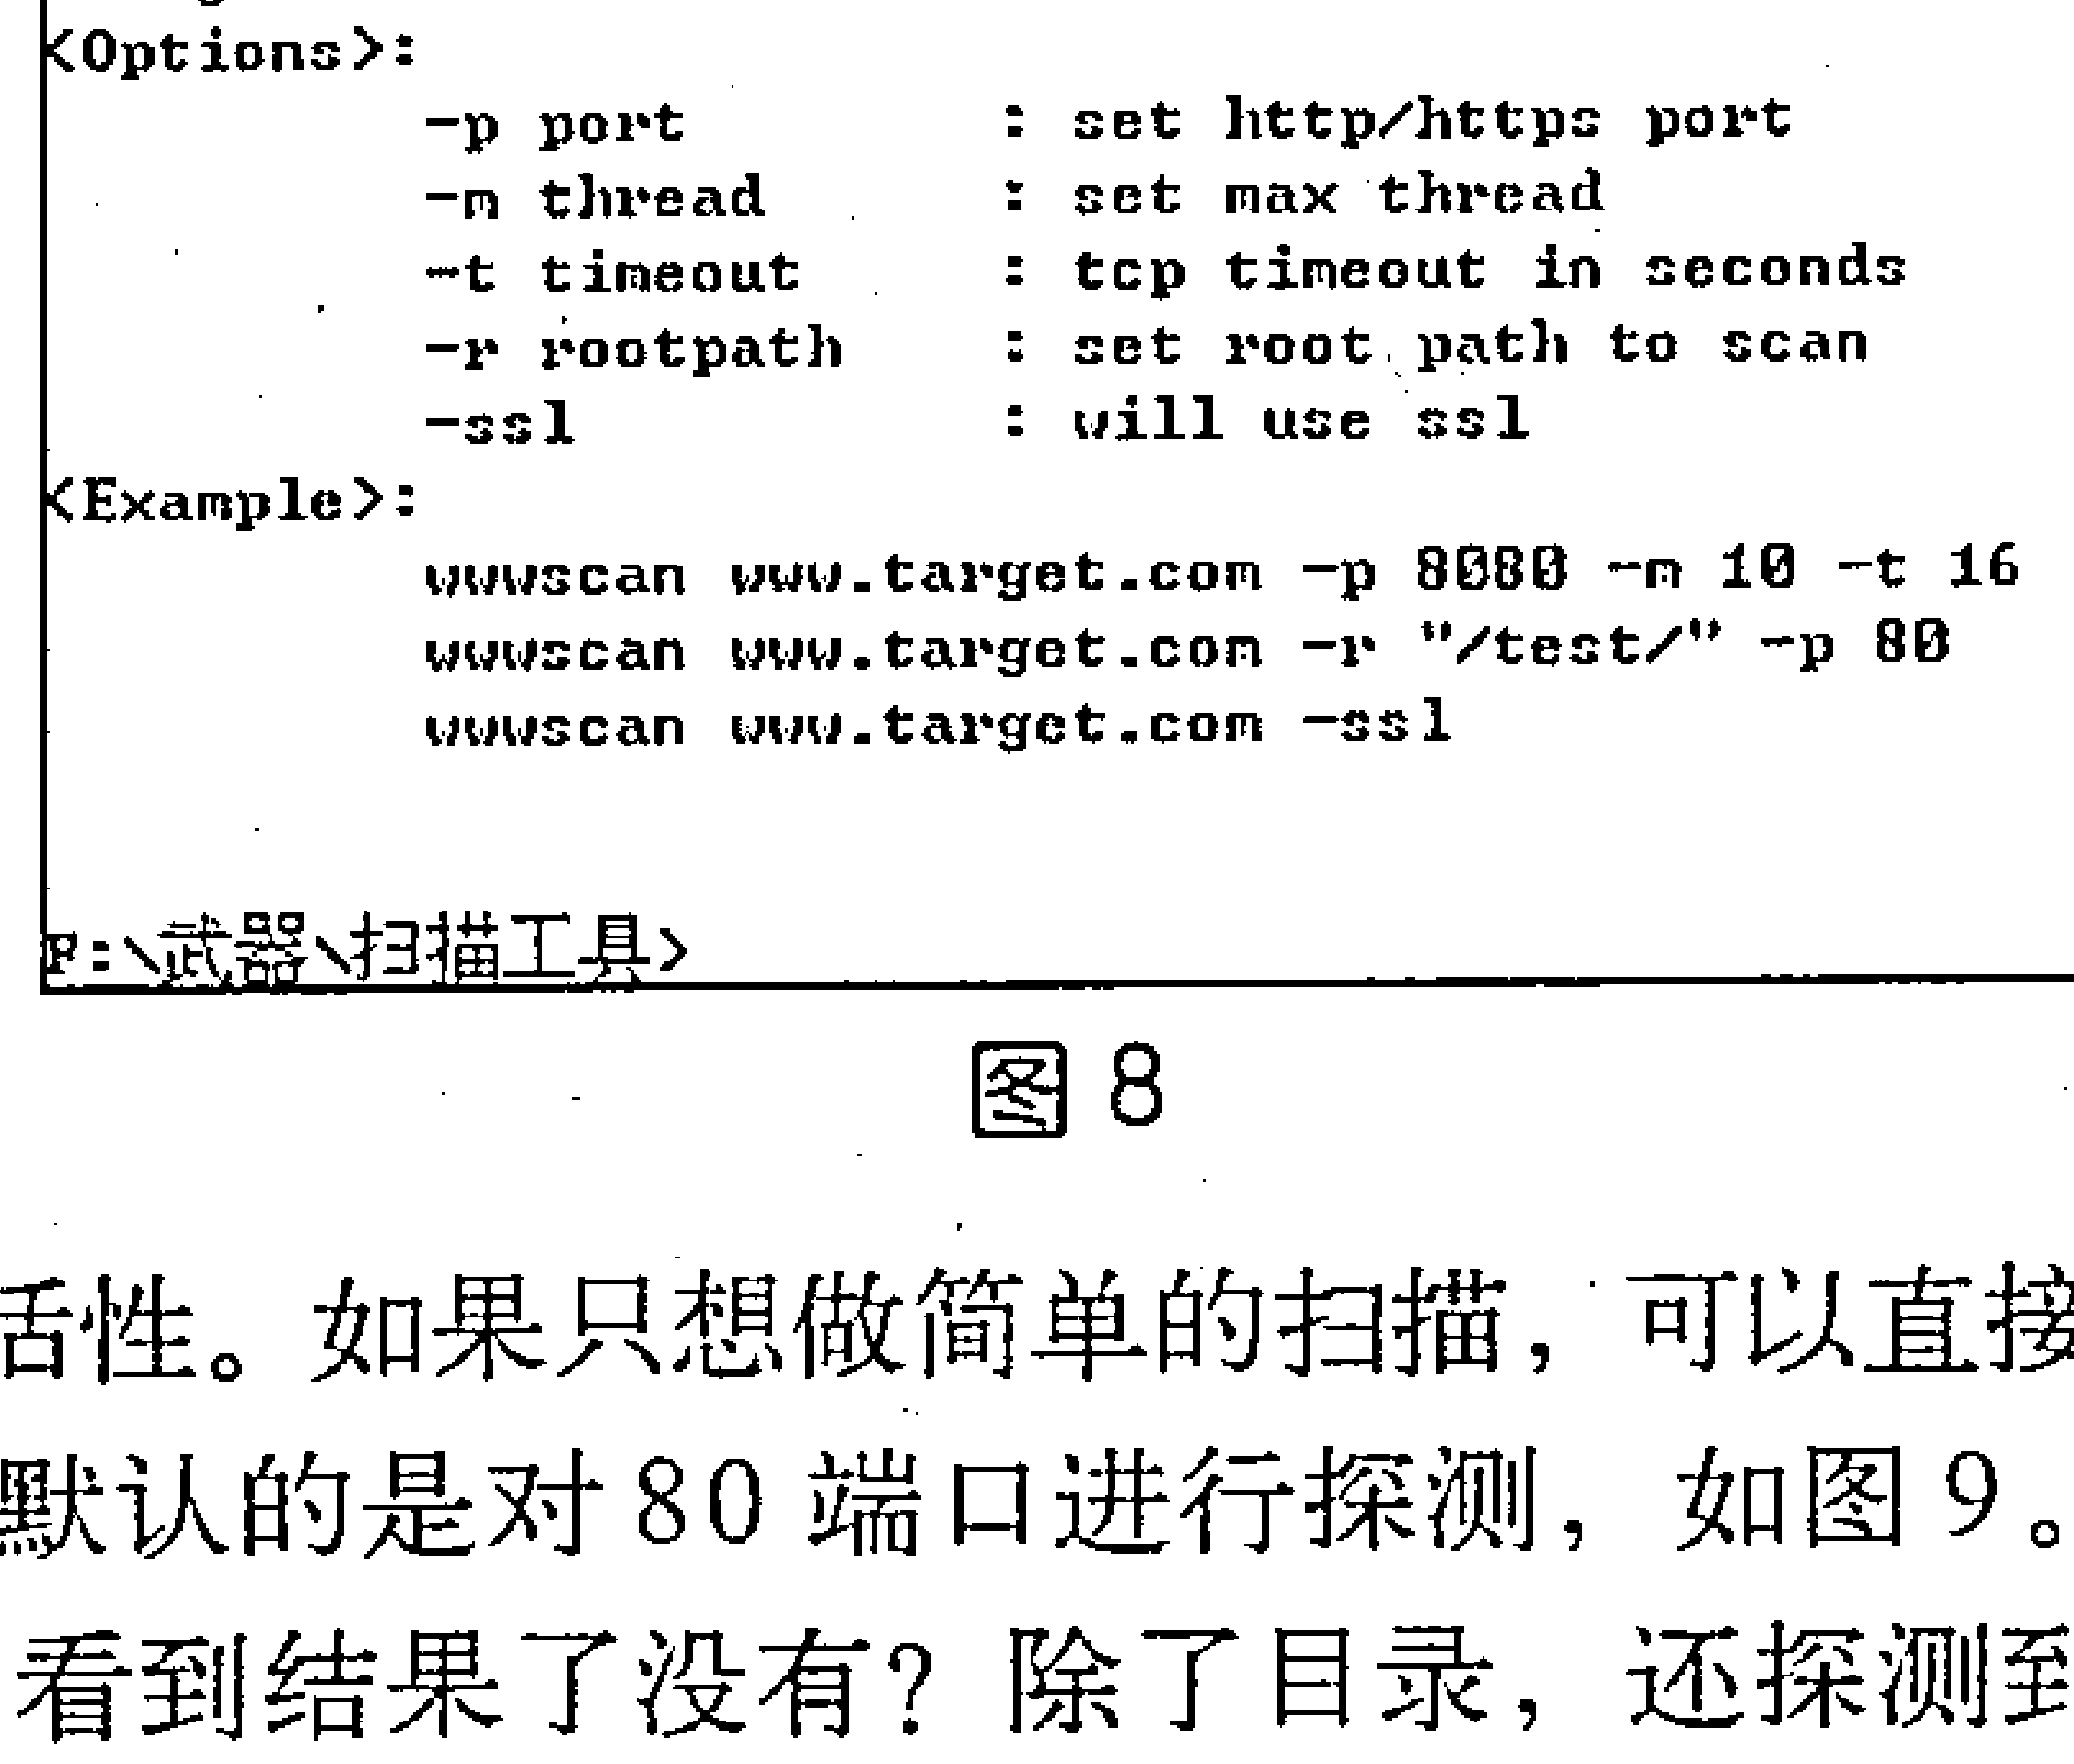 <Options>:
-p port : set http/https port
-m thread : set max thread
-t timeout : tcp timeout in seconds
-r rootpath : set root path to scan
-ssl : will use ssl
<Example>:
wwwscan www.target.com -p 8080 -m 10 -t 16
wwwscan www.target.com -r "/test/" -p 80
wwwscan www.target.com -ssl
F:\武器\扫描工具>
图 8
活性。如果只想做简单的扫描，可以直接
默认的是对 80 端口进行探测，如图 9。
看到结果了没有？除了目录，还探测到